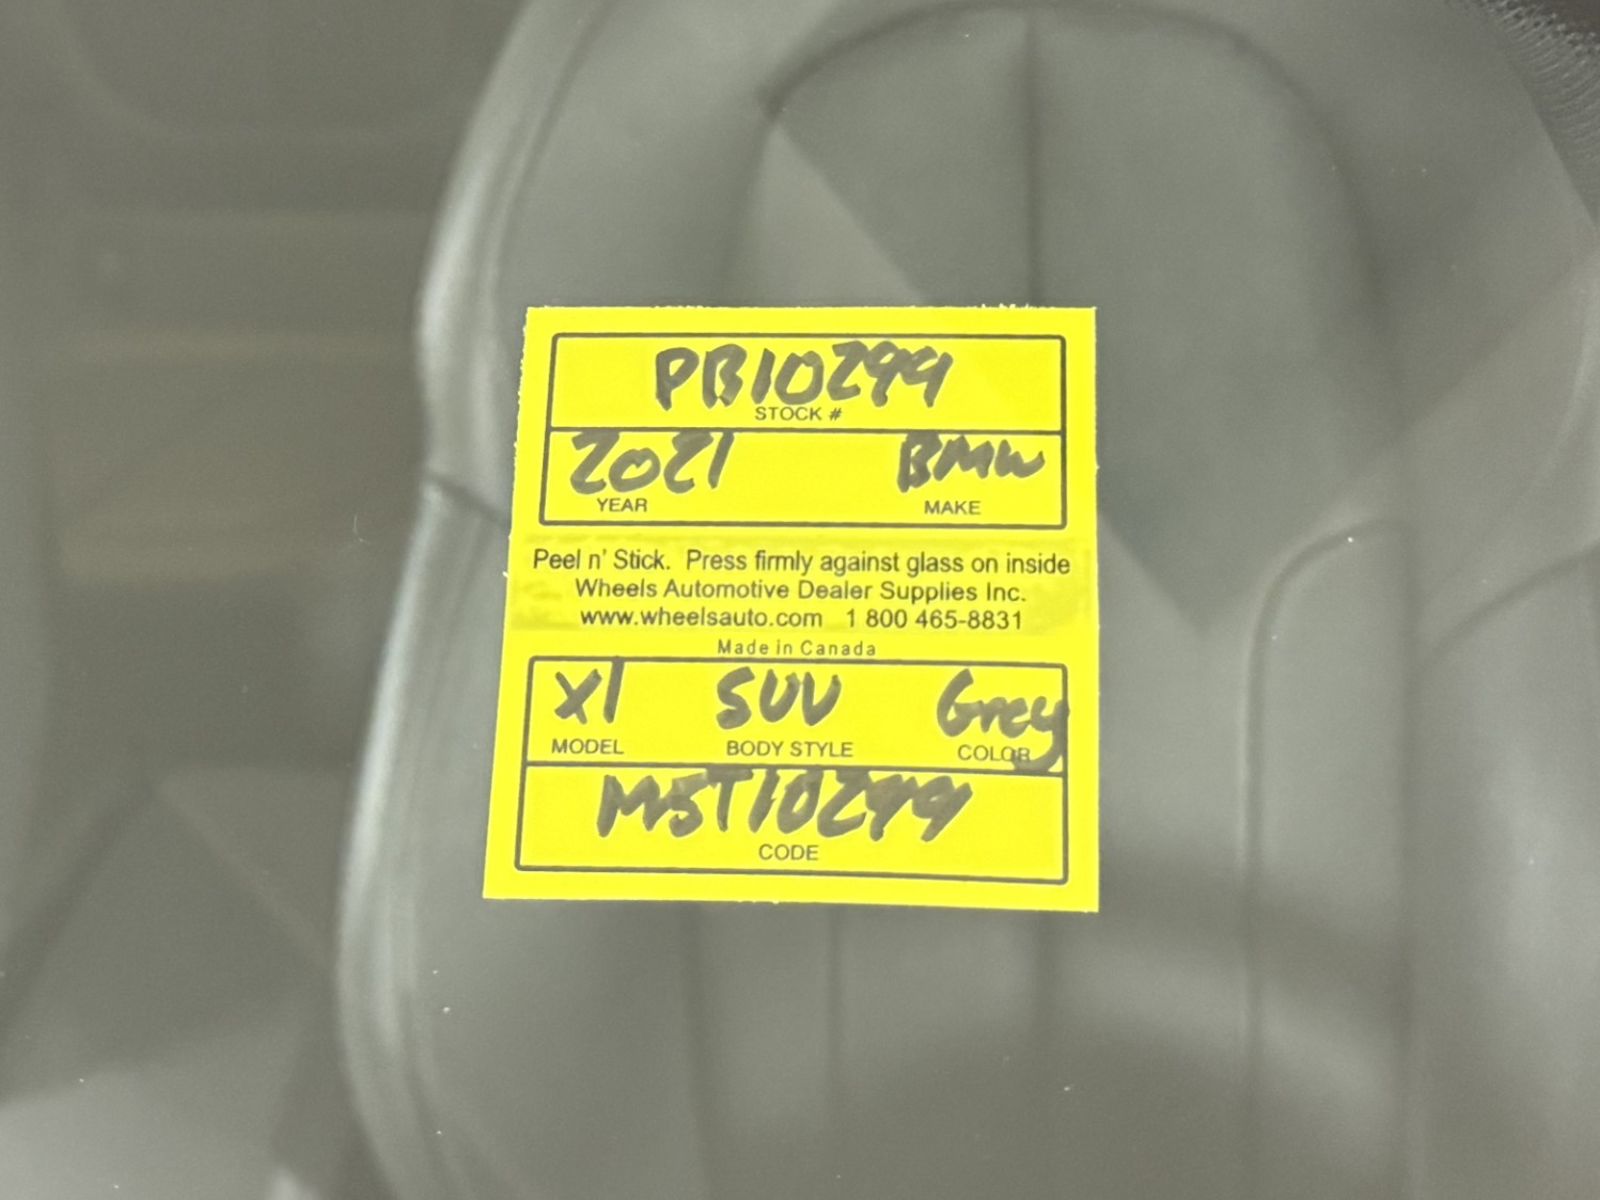 PB10299
STOCK #
2021 BMW
YEAR MAKE
Peel n' Stick. Press firmly against glass on inside
Wheels Automotive Dealer Supplies Inc.
www.wheelsauto.com 1 800 465-8831
Made in Canada
X1 SUV Grey
MODEL BODY STYLE COLOR
M5T10299
CODE